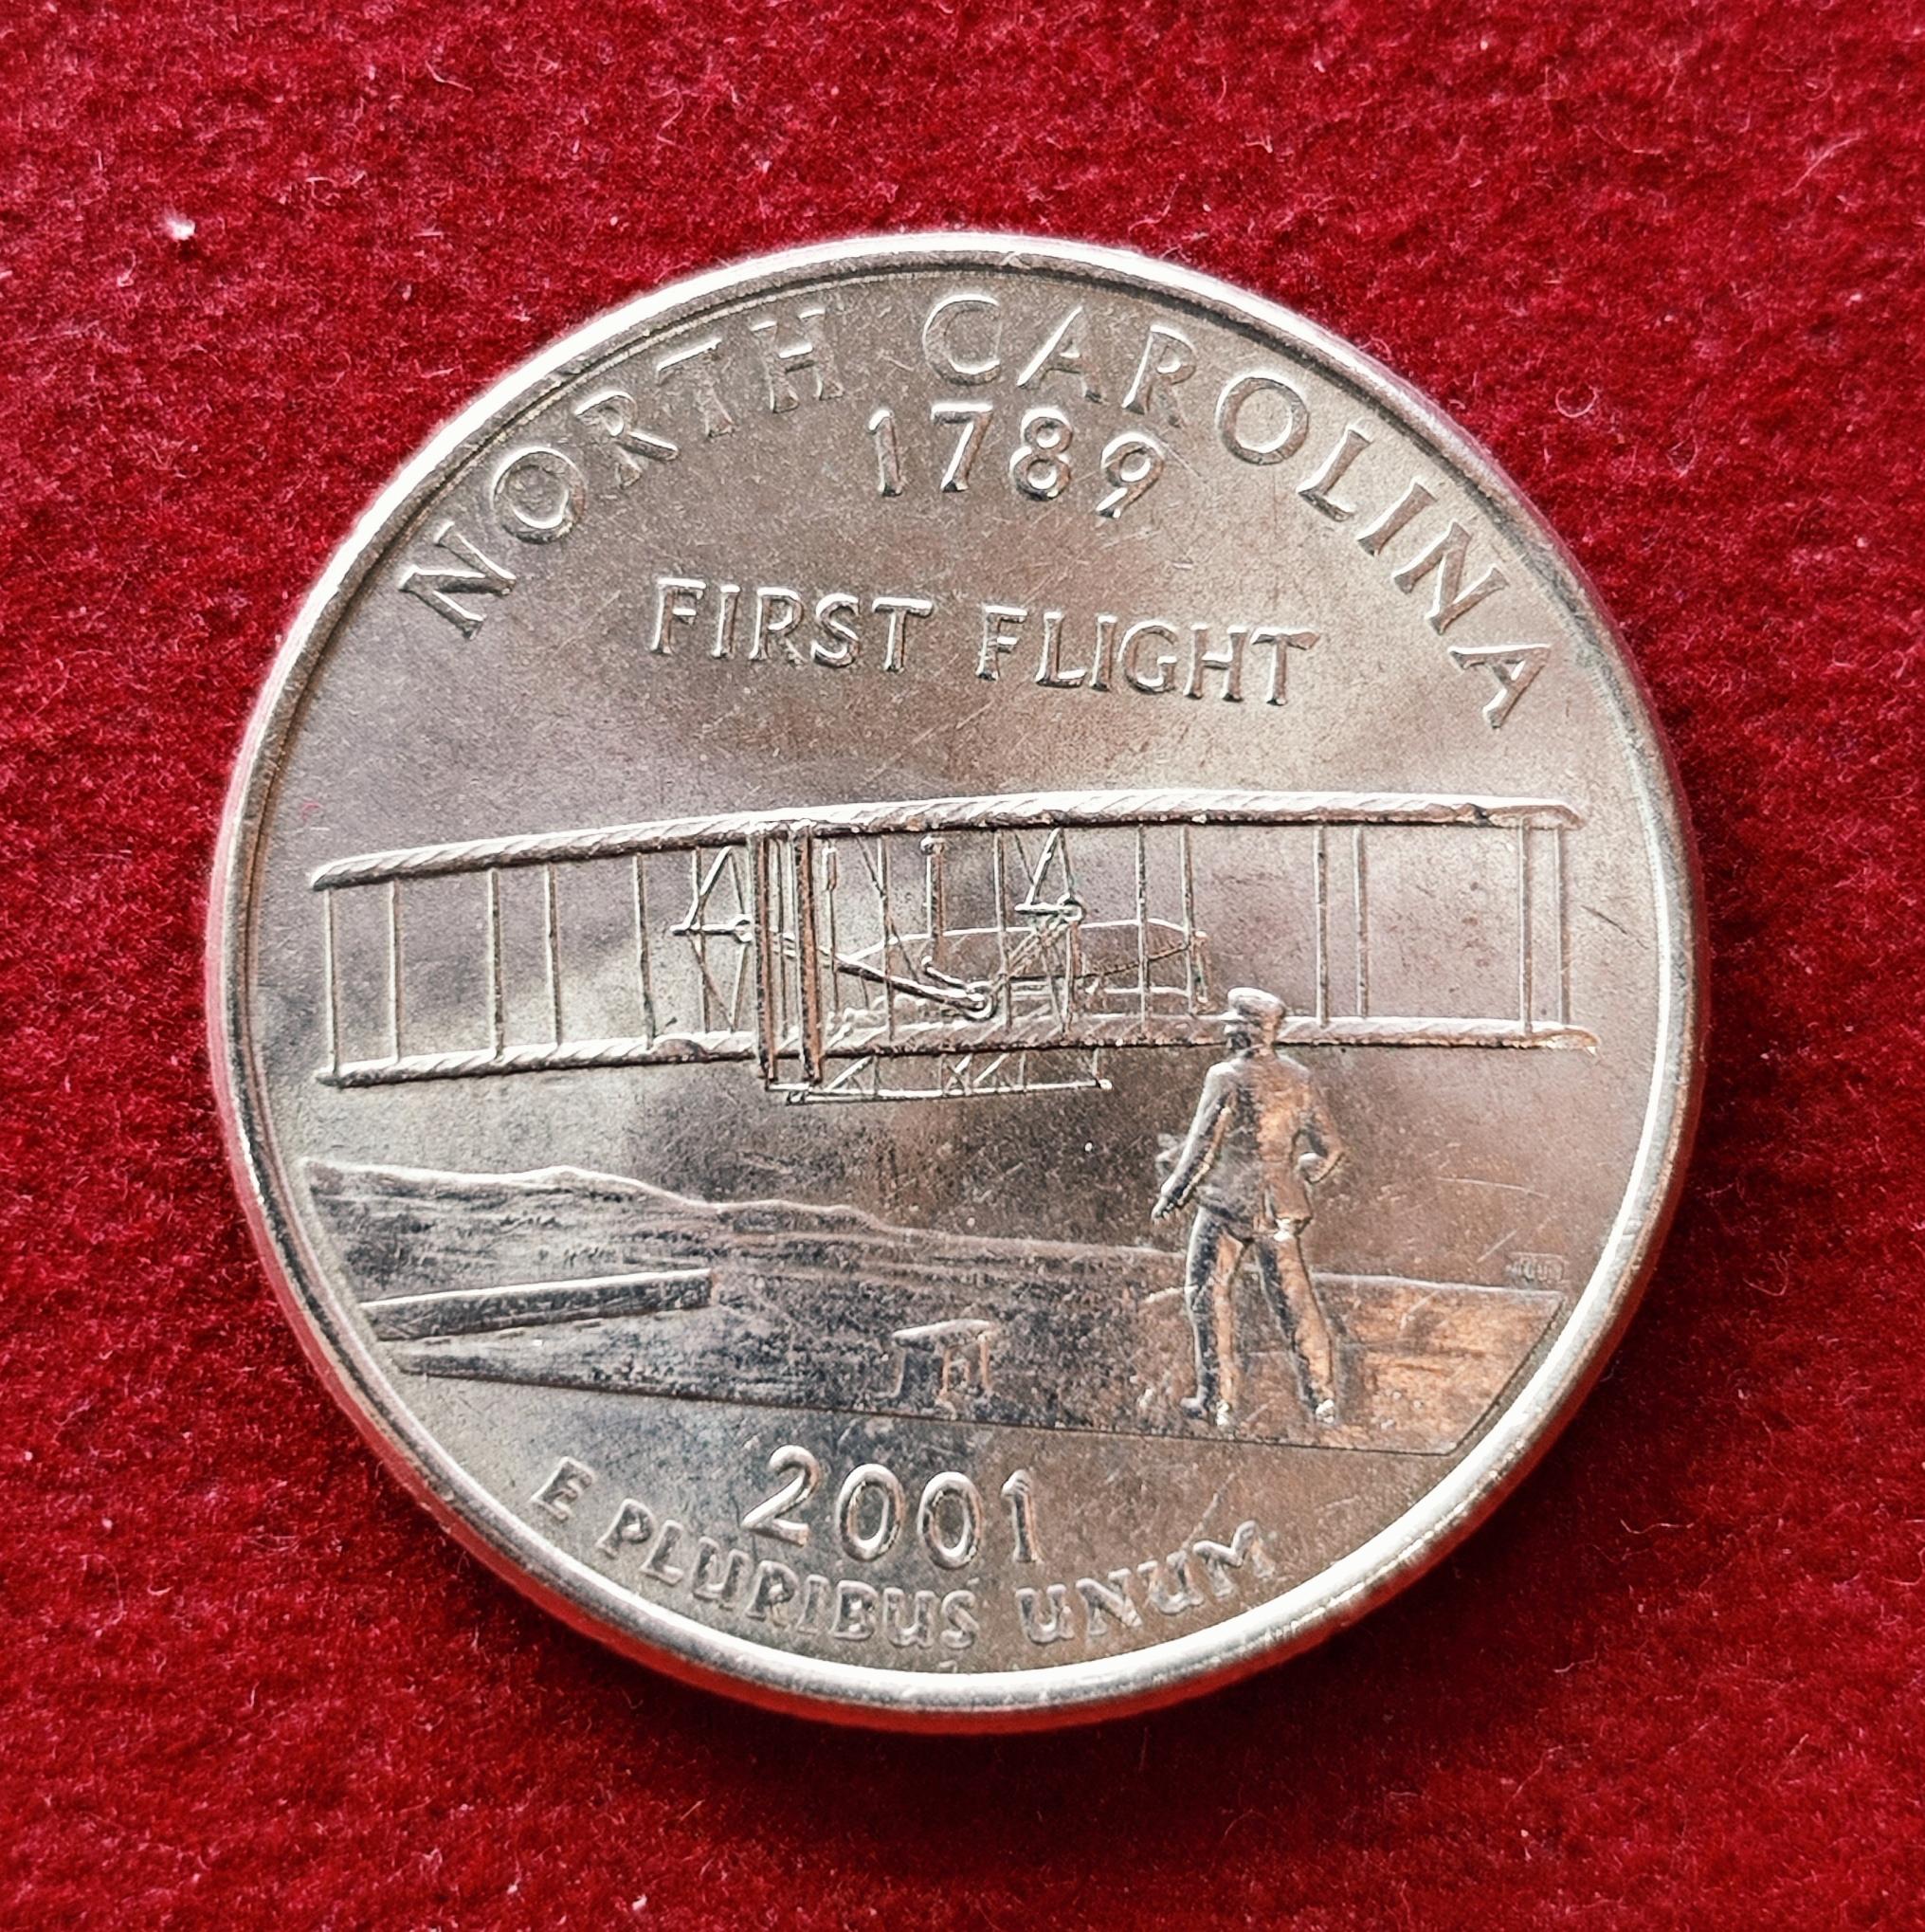 NORTH CAROLINA
1789
FIRST FLIGHT
2001
E PLURIBUS UNUM